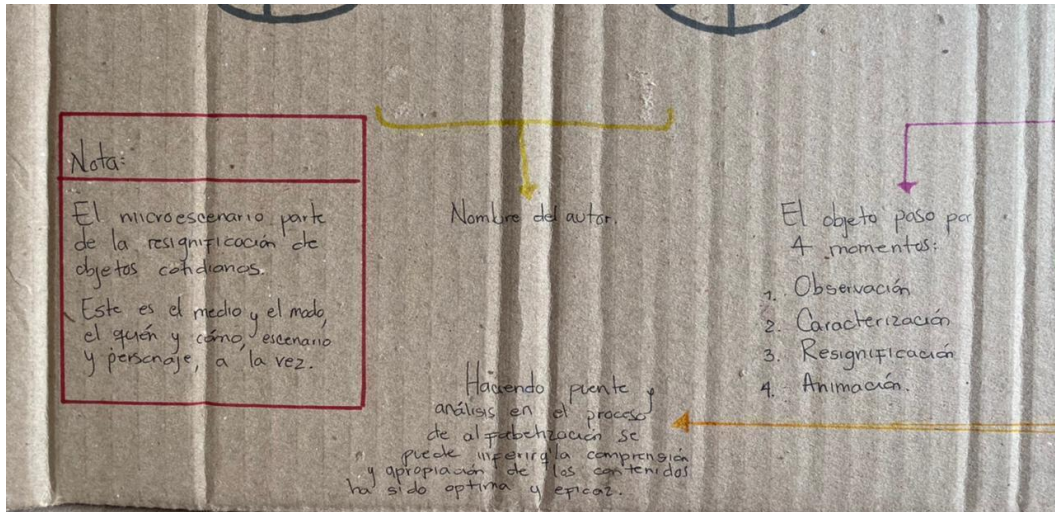 Nota:
El microescenario parte
de la resignificación de
objetos cotidianos.
Este es el medio y el modo,
el quén y cómo, escenario
y personaje, a la vez.
Nombre del autor.
El objeto paso por
4 momentos:
1. Observación
2. Caracterización
3. Resignificación
4. Animación.
Haciendo puente y
análisis en el proceso
de alfabetización se
puede inferir q la comprensión
y apropiación de los contenidos
ha sido optima y eficaz.